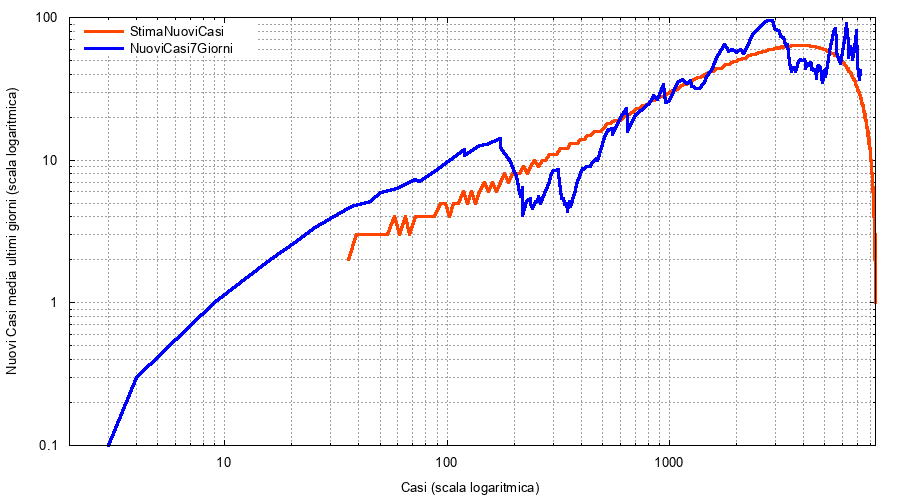 100
10
1
0.1
StimaNuoviCasi
NuoviCasi7Giorni
Nuovi Casi media ultimi giorni (scala logaritmica)
10
100
1000
Casi (scala logaritmica)